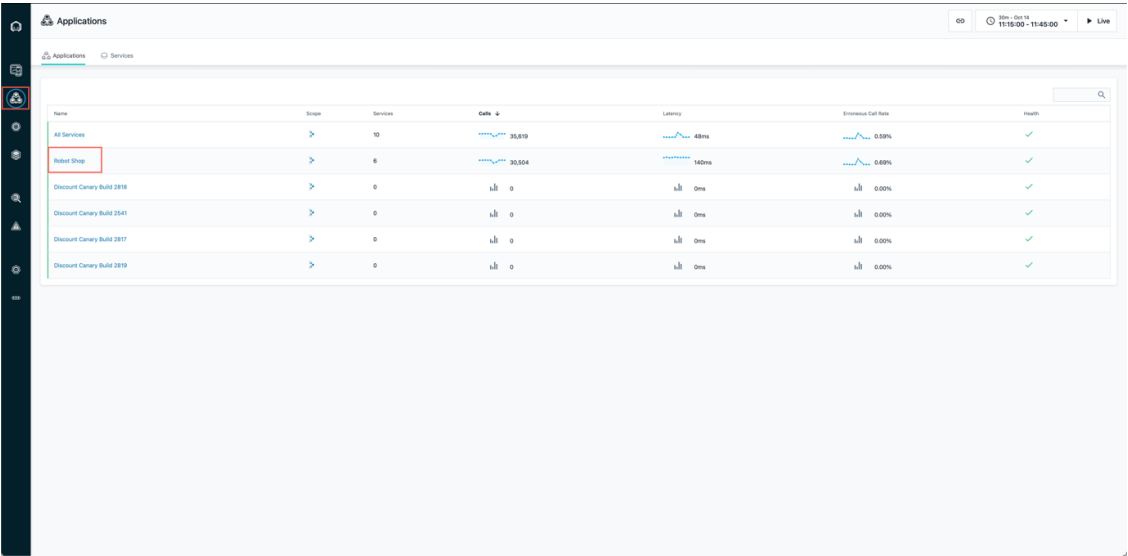 Applications
30m - Oct 14
11:15:00 - 11:45:00
Live
Applications Services
Name Scope Services Calls Latency Erroneous Call Rate Health
All Services 10 35,819 48ms 0.59%
Robot Shop 6 30,504 140ms 0.69%
Discount Canary Build 2818 0 0 0ms 0.00%
Discount Canary Build 2541 0 0 0ms 0.00%
Discount Canary Build 2817 0 0 0ms 0.00%
Discount Canary Build 2819 0 0 0ms 0.00%